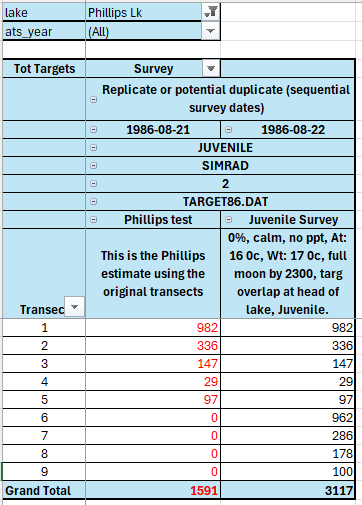 lake Phillips Lk
ats_year (All)
Tot Targets Survey
Replicate or potential duplicate (sequential
survey dates)
1986-08-21 1986-08-22
JUVENILE
SIMRAD
2
TARGET86.DAT
Phillips test Juvenile Survey
This is the Phillips
estimate using the
original transects
0%, calm, no ppt, At:
16 0c, Wt: 17 0c, full
moon by 2300, targ
overlap at head of
lake, Juvenile.
Transec
1 982 982
2 336 336
3 147 147
4 29 29
5 97 97
6 0 962
7 0 286
8 0 178
9 0 100
Grand Total 1591 3117